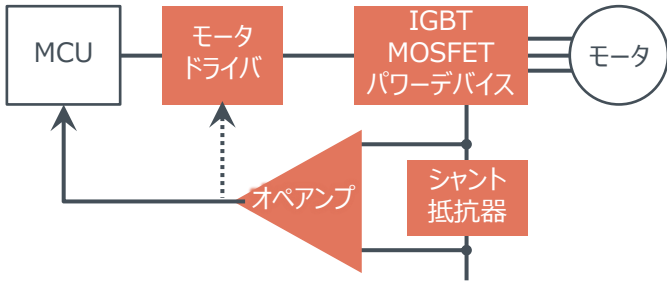 MCU
モータ
ドライバ
IGBT
MOSFET
パワーデバイス
モータ
オペアンプ
シャント
抵抗器